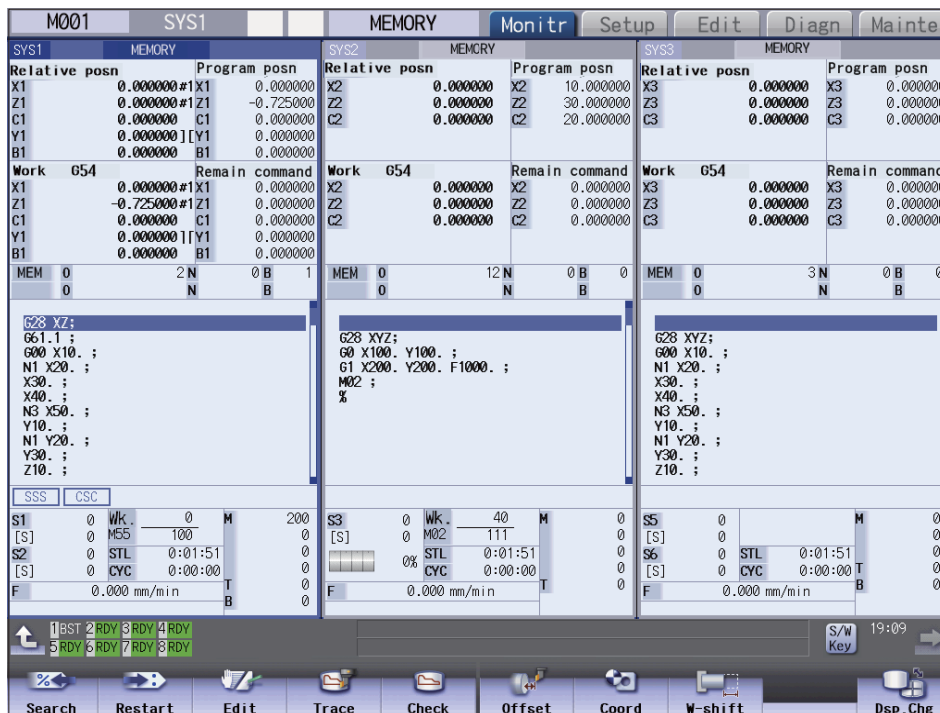 M001 SYS1 MEMORY Monitr Setup Edit Diagn Mainte
SYS1 MEMORY
Relative posn Program posn
X1 0.000000#1 X1 0.000000
Z1 0.000000#1 Z1 -0.725000
C1 0.000000 C1 0.000000
Y1 0.000000][ Y1 0.000000
B1 0.000000 B1 0.000000
Work G54 Remain command
X1 0.000000#1 X1 0.000000
Z1 -0.725000#1 Z1 0.000000
C1 0.000000 C1 0.000000
Y1 0.000000][ Y1 0.000000
B1 0.000000 B1 0.000000
MEM O 2 N 0 B 1
O N B
G28 XZ;
G61.1 ;
G00 X10. ;
N1 X20. ;
X30. ;
X40. ;
N3 X50. ;
Y10. ;
N1 Y20. ;
Y30. ;
Z10. ;
SSS CSC
S1 0 Wk. 0 M 200
[S] 0 M55 100 0
S2 0 STL 0:01:51 0
[S] 0 CYC 0:00:00 0
F 0.000 mm/min T 0
B 0
SYS2 MEMORY
Relative posn Program posn
X2 0.000000 X2 10.000000
Z2 0.000000 Z2 30.000000
C2 0.000000 C2 20.000000
Work G54 Remain command
X2 0.000000 X2 0.000000
Z2 0.000000 Z2 0.000000
C2 0.000000 C2 0.000000
MEM O 12 N 0 B 0
O N B
G28 XYZ;
G0 X100. Y100. ;
G1 X200. Y200. F1000. ;
M02 ;
%
S3 0 Wk. 40 M 0
[S] 0 M02 111 0
0% STL 0:01:51 0
CYC 0:00:00 0
F 0.000 mm/min T 0
SYS3 MEMORY
Relative posn Program posn
X3 0.000000 X3 0.00000
Z3 0.000000 Z3 0.00000
C3 0.000000 C3 0.00000
Work G54 Remain command
X3 0.000000 X3 0.00000
Z3 0.000000 Z3 0.00000
C3 0.000000 C3 0.00000
MEM O 3 N 0 B 0
O N B
G28 XYZ;
G00 X10. ;
N1 X20. ;
X30. ;
X40. ;
N3 X50. ;
Y10. ;
N1 Y20. ;
Y30. ;
Z10. ;
S5 0 M 0
[S] 0 0
S6 0 STL 0:01:51 0
[S] 0 CYC 0:00:00 T 0
F 0.000 mm/min B 0
1 BST 2 RDY 3 RDY 4 RDY
5 RDY 6 RDY 7 RDY 8 RDY
S/W Key 19:09
Search Restart Edit Trace Check Offset Coord W-shift Dsp.Chg